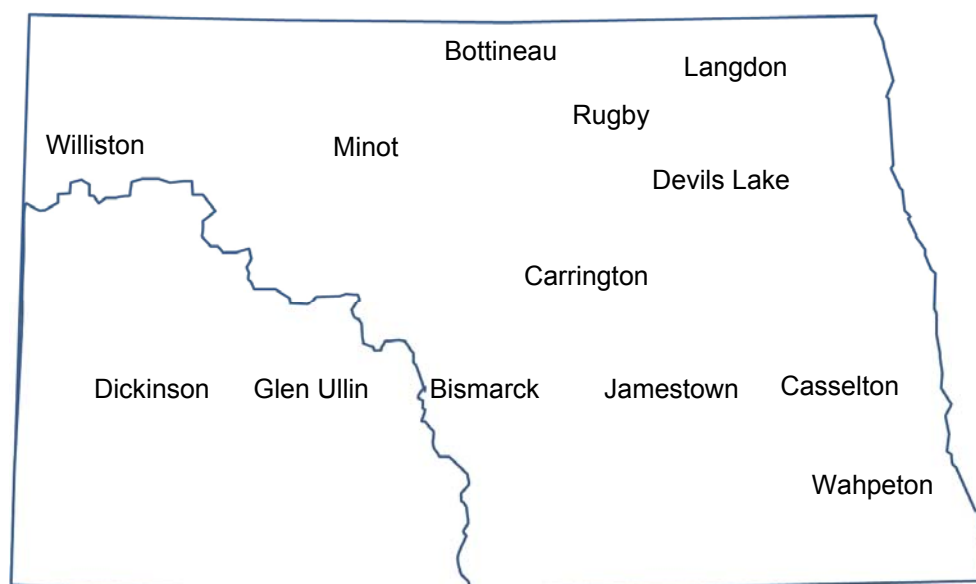 Bottineau
Langdon
Rugby
Williston
Minot
Devils Lake
Carrington
Dickinson
Glen Ullin
Bismarck
Jamestown
Casselton
Wahpeton